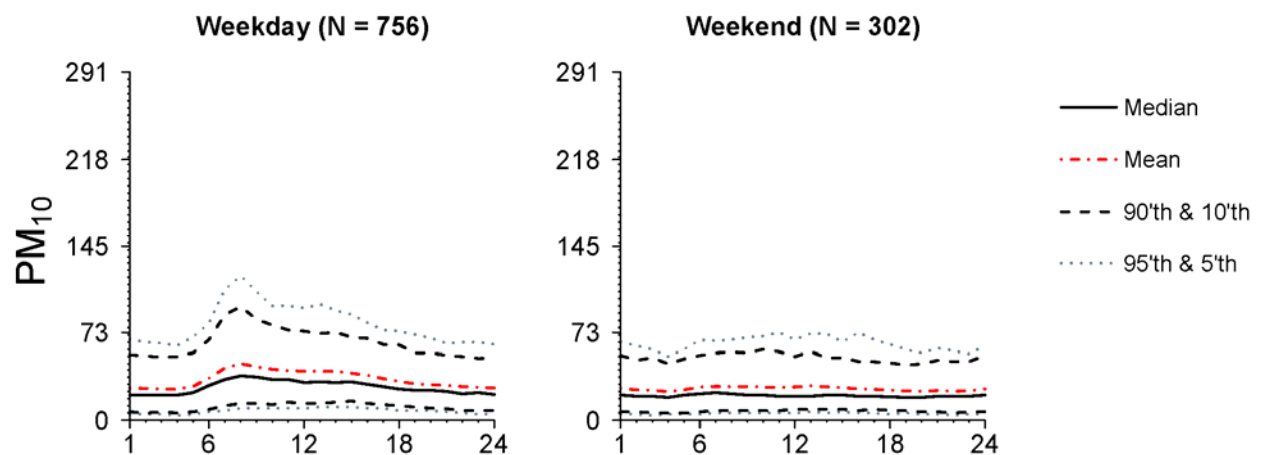 Weekday (N = 756)
Weekend (N = 302)
PM10
291
218
145
73
0
1
6
12
18
24
291
218
145
73
0
1
6
12
18
24
Median
Mean
90'th & 10'th
95'th & 5'th